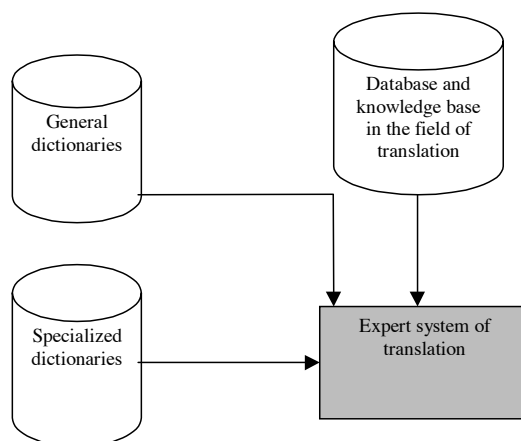 General
dictionaries
Database and
knowledge base
in the field of
translation
Specialized
dictionaries
Expert system of
translation